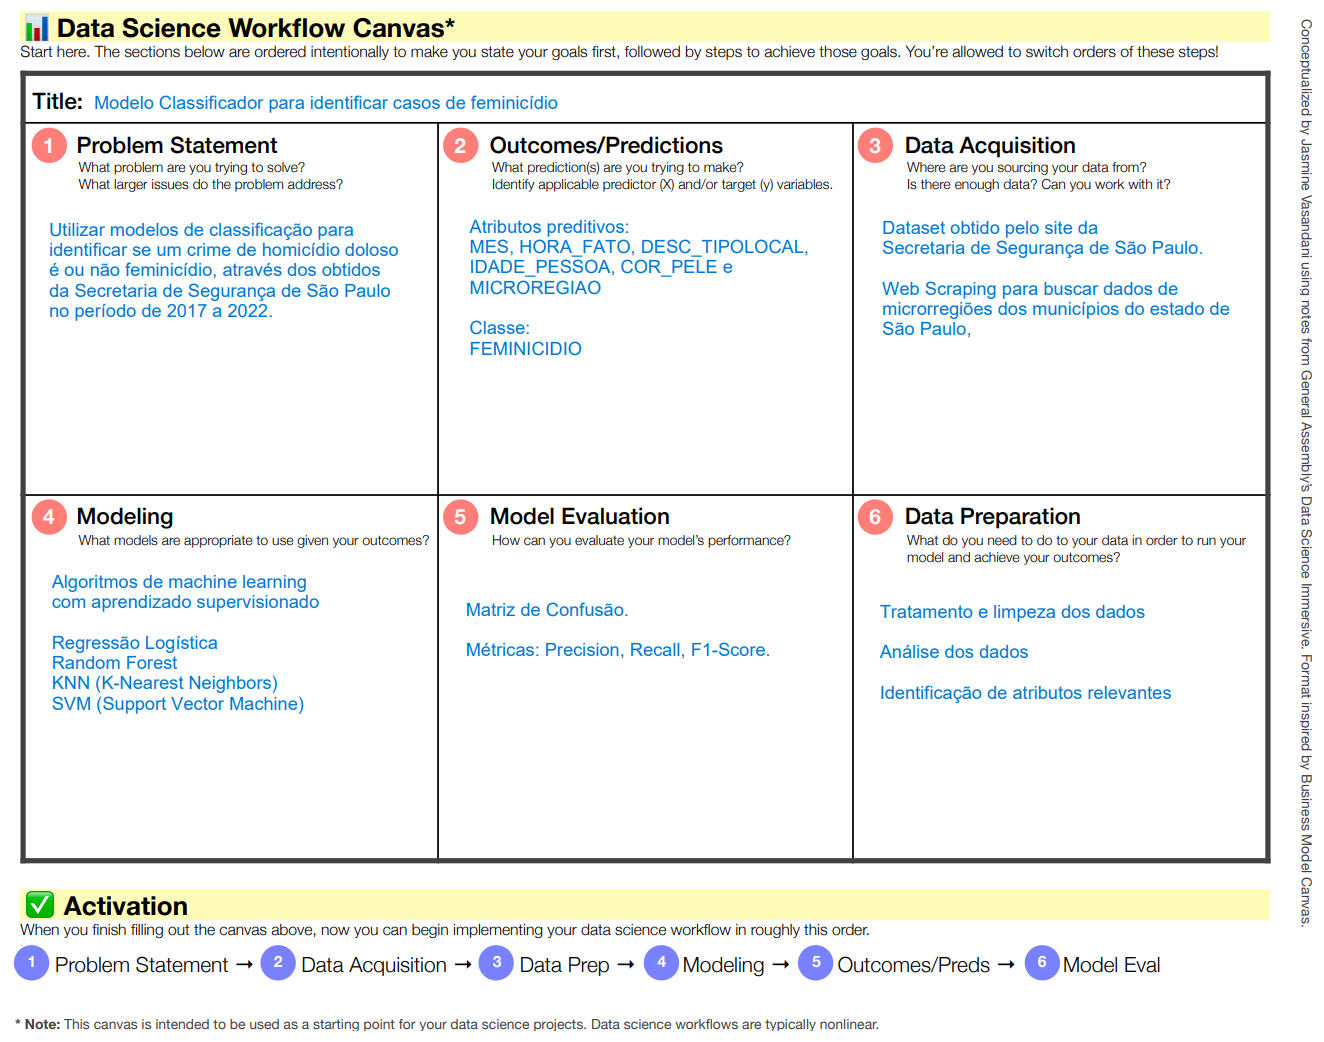 Data Science Workflow Canvas*
Start here. The sections below are ordered intentionally to make you state your goals first, followed by steps to achieve those goals. You're allowed to switch orders of these steps!
Title: Modelo Classificador para identificar casos de feminicídio
1 Problem Statement
What problem are you trying to solve?
What larger issues do the problem address?
Utilizar modelos de classificação para
identificar se um crime de homicídio doloso
é ou não feminicídio, através dos obtidos
da Secretaria de Segurança de São Paulo
no período de 2017 a 2022.
2 Outcomes/Predictions
What prediction(s) are you trying to make?
Identify applicable predictor (X) and/or target (y) variables.
Atributos preditivos:
MES, HORA_FATO, DESC_TIPOLOCAL,
IDADE_PESSOA, COR_PELE e
MICROREGIAO
Classe:
FEMINICIDIO
3 Data Acquisition
Where are you sourcing your data from?
Is there enough data? Can you work with it?
Dataset obtido pelo site da
Secretaria de Segurança de São Paulo.
Web Scraping para buscar dados de
microrregiões dos municípios do estado de
São Paulo,
4 Modeling
What models are appropriate to use given your outcomes?
Algoritmos de machine learning
com aprendizado supervisionado
Regressão Logística
Random Forest
KNN (K-Nearest Neighbors)
SVM (Support Vector Machine)
5 Model Evaluation
How can you evaluate your model's performance?
Matriz de Confusão.
Métricas: Precision, Recall, F1-Score.
6 Data Preparation
What do you need to do to your data in order to run your
model and achieve your outcomes?
Tratamento e limpeza dos dados
Análise dos dados
Identificação de atributos relevantes
Activation
When you finish filling out the canvas above, now you can begin implementing your data science workflow in roughly this order.
1 Problem Statement → 2 Data Acquisition → 3 Data Prep → 4 Modeling → 5 Outcomes/Preds → 6 Model Eval
* Note: This canvas is intended to be used as a starting point for your data science projects. Data science workflows are typically nonlinear.
Conceptualized by Jasmine Vasandani using notes from General Assembly's Data Science Immersive. Format inspired by Business Model Canvas.